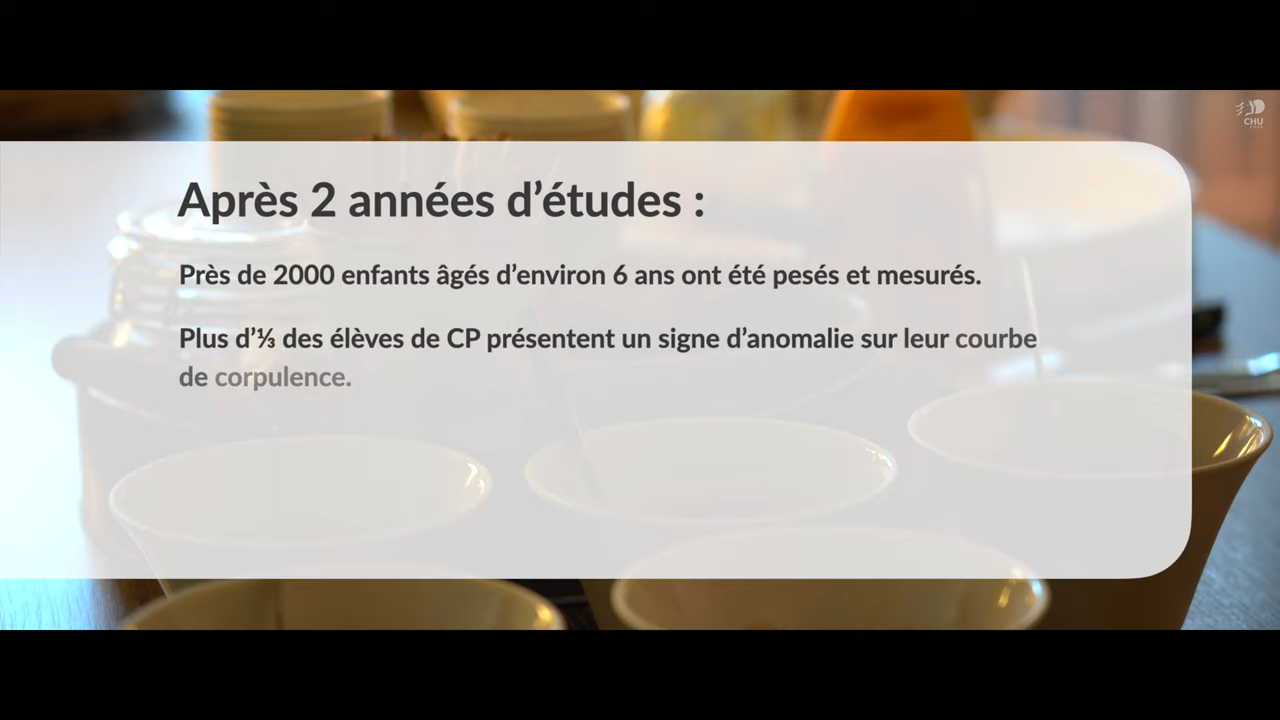 CHU
Après 2 années d’études :
Près de 2000 enfants âgés d’environ 6 ans ont été pesés et mesurés.
Plus d’⅓ des élèves de CP présentent un signe d’anomalie sur leur courbe
de corpulence.